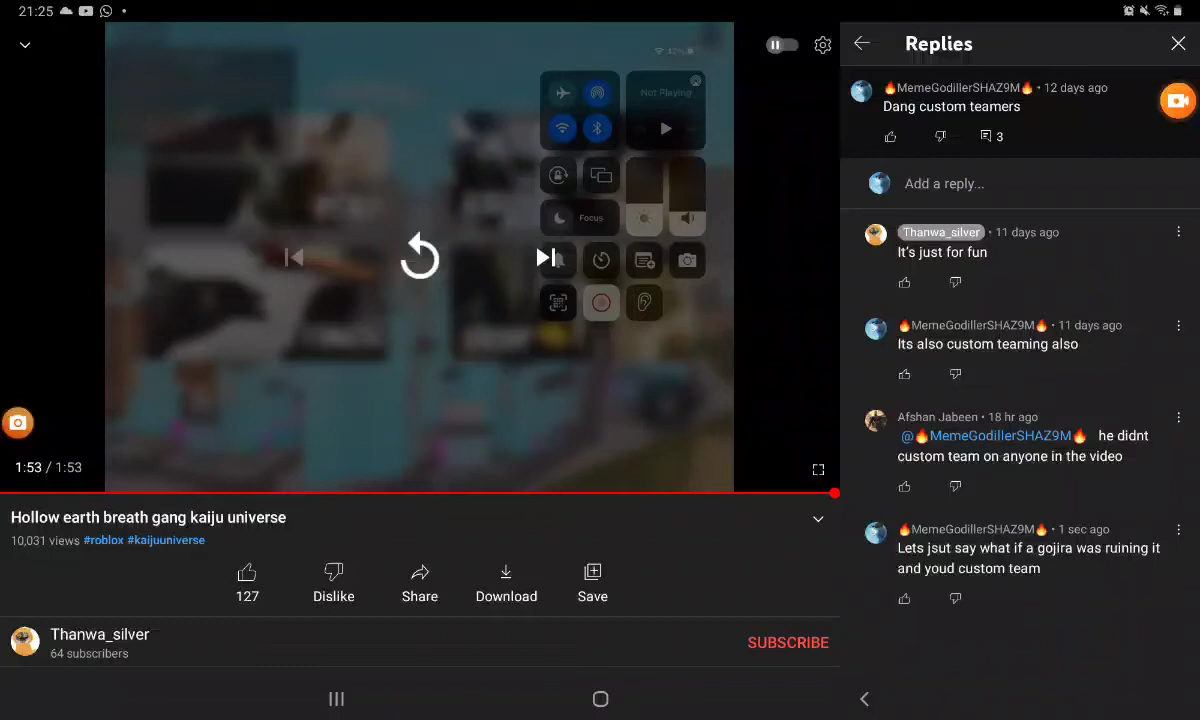 21:25
Replies
🔥MemeGodillerSHAZ9M🔥 • 12 days ago
Dang custom teamers
3
Add a reply...
Thanwa_silver • 11 days ago
It's just for fun
🔥MemeGodillerSHAZ9M🔥 • 11 days ago
Its also custom teaming also
Afshan Jabeen • 18 hr ago
@🔥MemeGodillerSHAZ9M🔥 he didnt
custom team on anyone in the video
🔥MemeGodillerSHAZ9M🔥 • 1 sec ago
Lets jsut say what if a gojira was ruining it
and youd custom team
42%
Not Playing
Focus
1:53 / 1:53
Hollow earth breath gang kaiju universe
10,031 views #roblox #kaijuuniverse
127
Dislike
Share
Download
Save
Thanwa_silver
64 subscribers
SUBSCRIBE